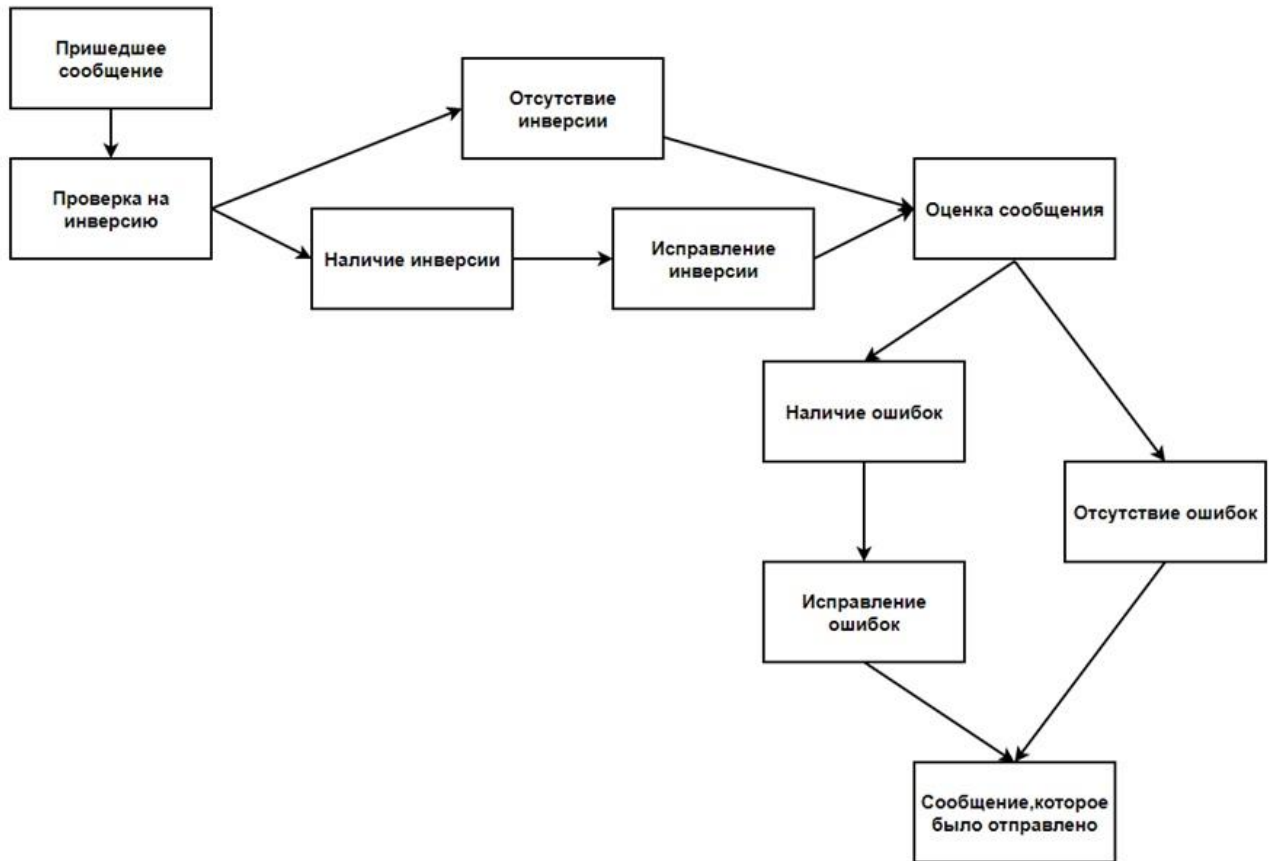 Пришедшее
сообщение
Проверка на
инверсию
Отсутствие
инверсии
Наличие инверсии
Исправление
инверсии
Оценка сообщения
Наличие ошибок
Отсутствие ошибок
Исправление
ошибок
Сообщение,которое
было отправлено